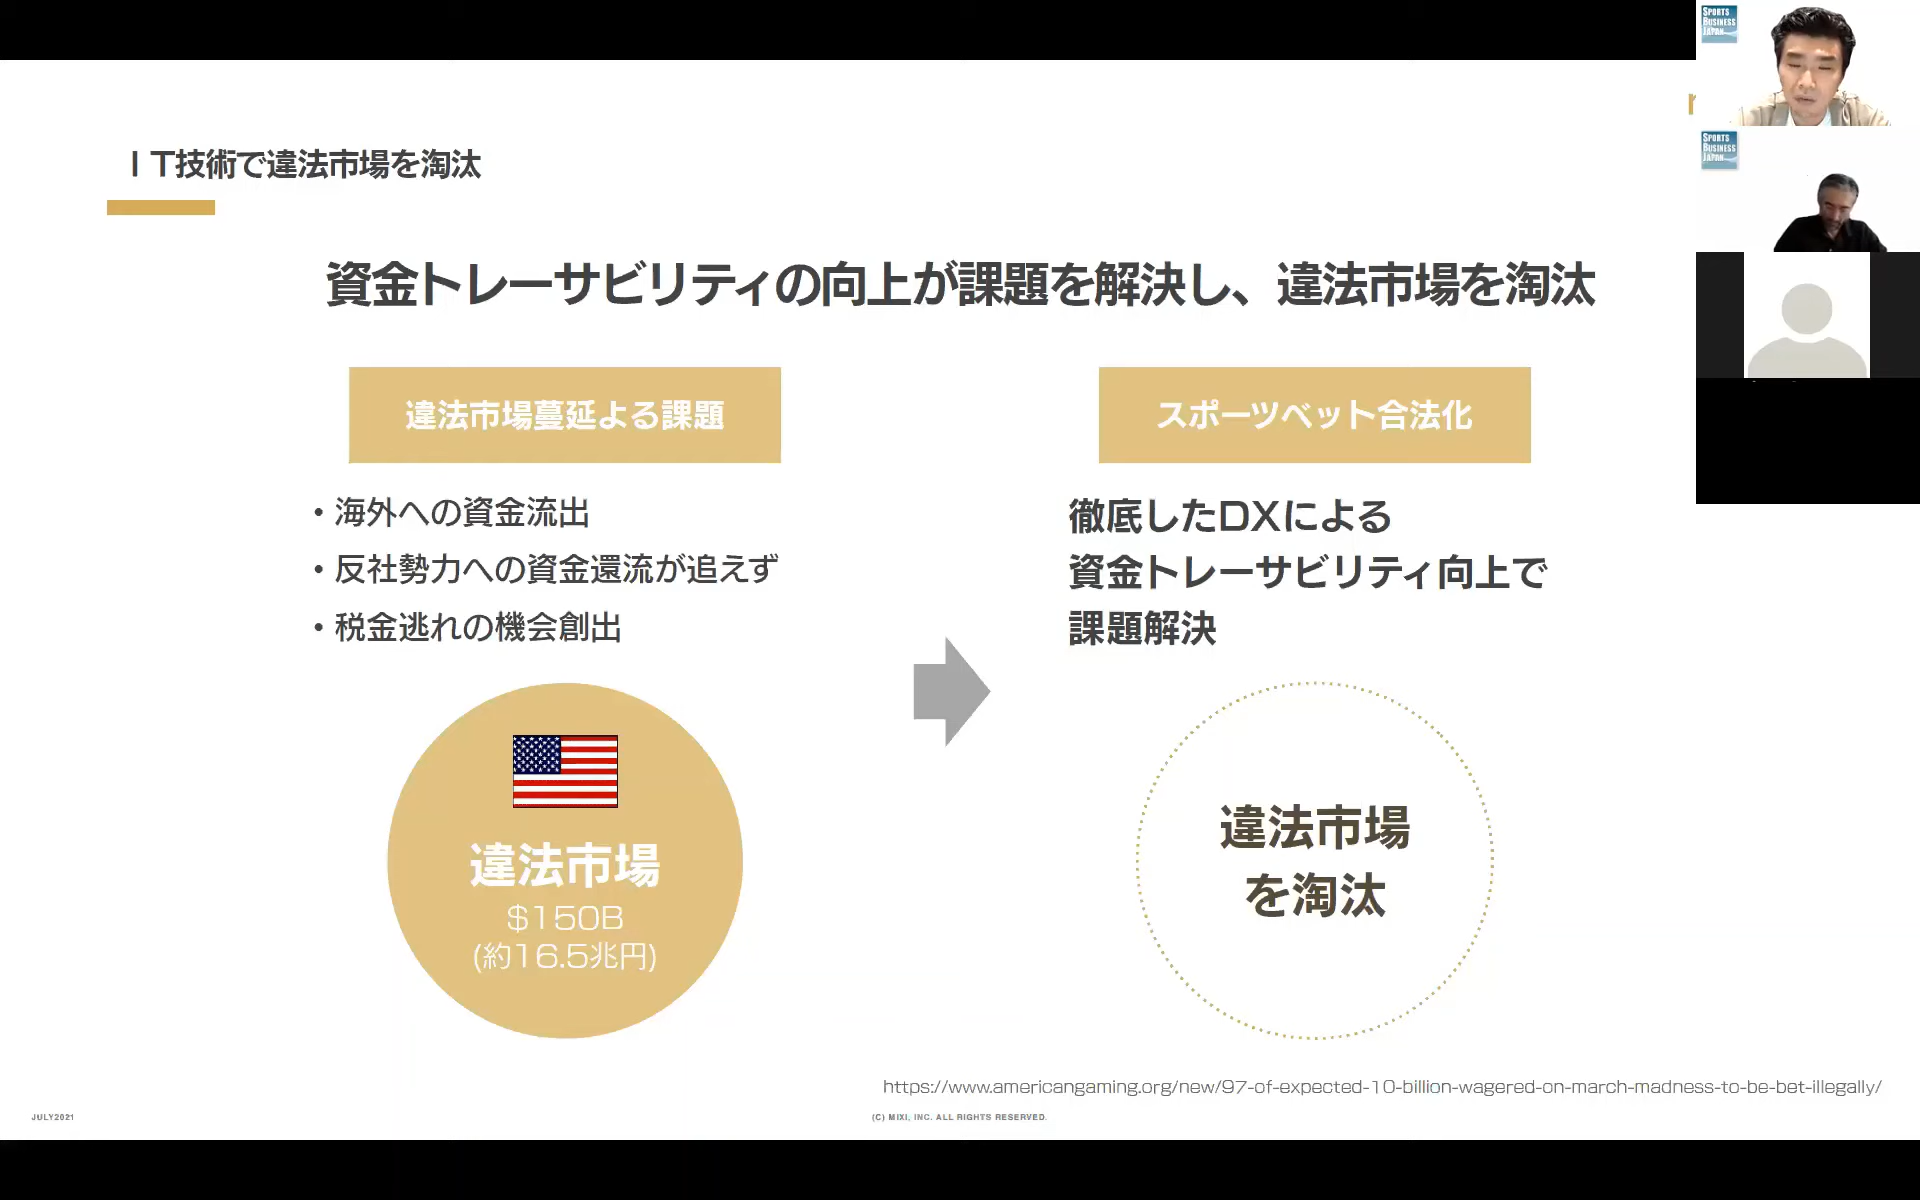 IT技術で違法市場を淘汰
資金トレーサビリティの向上が課題を解決し、違法市場を淘汰
違法市場蔓延よる課題
・海外への資金流出
・反社勢力への資金還流が追えず
・税金逃れの機会創出
違法市場
$150B
(約16.5兆円)
スポーツベット合法化
徹底したDXによる
資金トレーサビリティ向上で
課題解決
違法市場
を淘汰
https://www.americangaming.org/new/97-of-expected-10-billion-wagered-on-march-madness-to-be-bet-illegally/
JULY2021
(C) MIXI, INC. ALL RIGHTS RESERVED.
SPORTS
BUSINESS
JAPAN
SPORTS
BUSINESS
JAPAN